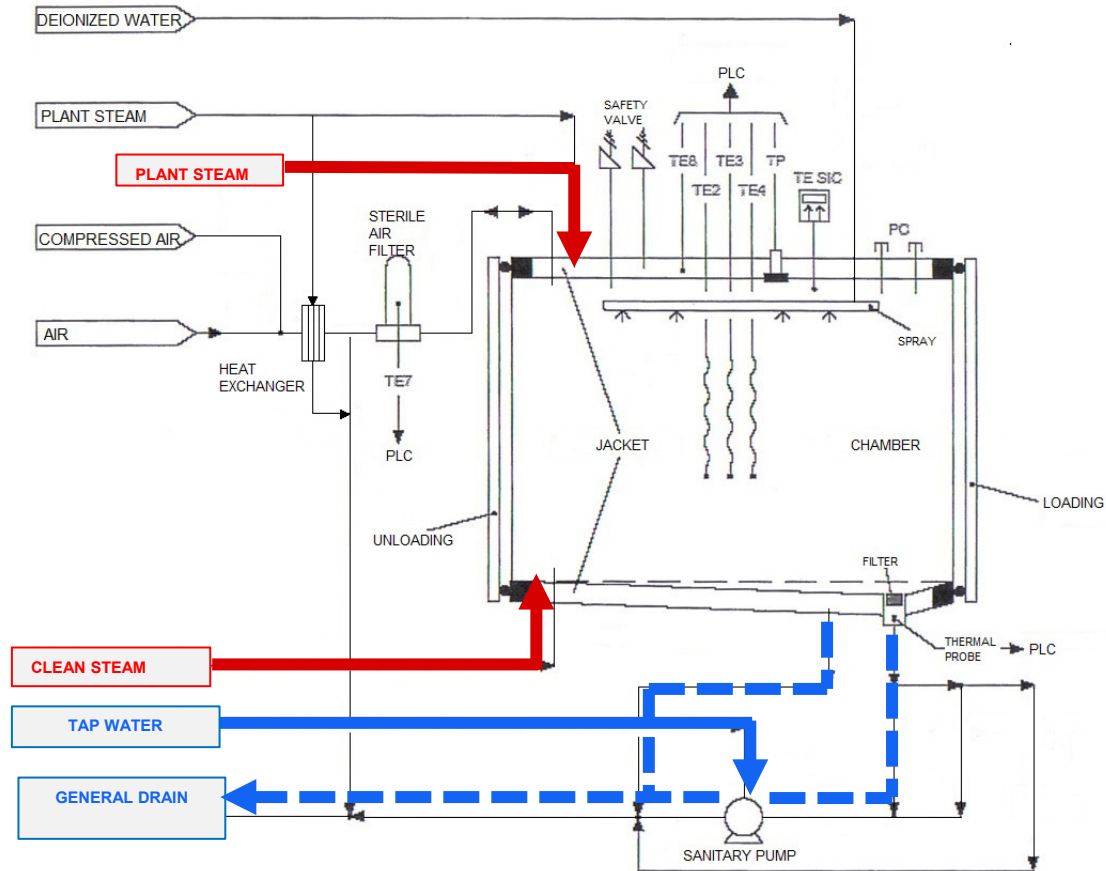 DEIONIZED WATER
PLC
PLANT STEAM
SAFETY
VALVE
PLANT STEAM
TE8
TE3
TP
TE2
TE4
TE SIC
STERILE
AIR
FILTER
COMPRESSED AIR
PC
AIR
SPRAY
HEAT
EXCHANGER
TE7
PLC
JACKET
CHAMBER
LOADING
UNLOADING
FILTER
THERMAL
PROBE
PLC
CLEAN STEAM
TAP WATER
GENERAL DRAIN
SANITARY PUMP